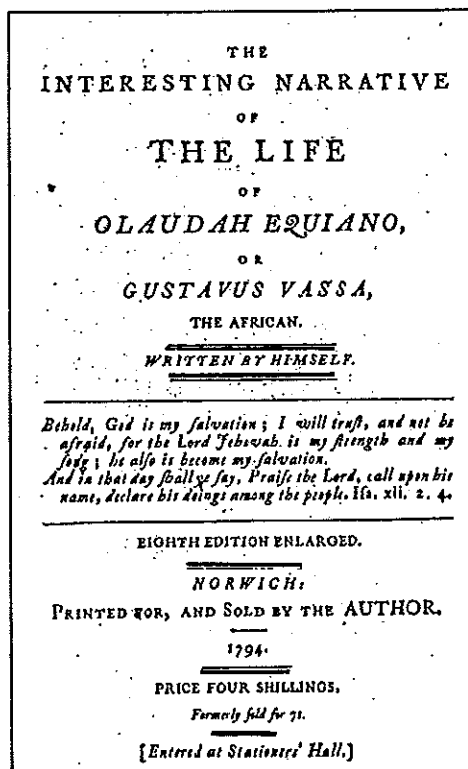 THE
INTERESTING NARRATIVE
OF
THE LIFE
OF
OLAUDAH EQUIANO,
OR
GUSTAVUS VASSA,
THE AFRICAN.
WRITTEN BY HIMSELF.
Behold, God is my ſalvation ; I will truſt, and not be
afraid, for the Lord Jehovah. is my ſtrength and my
ſong ; he alſo is become my ſalvation.
And in that day ſhall ye ſay, Praiſe the Lord, call upon his
name, declare his doings among the people. Iſa. xii. 2. 4.
EIGHTH EDITION ENLARGED.
NORWICH:
PRINTED FOR, AND SOLD BY THE AUTHOR.
1794.
PRICE FOUR SHILLINGS.
Formerly ſold for 7s.
[Entered at Stationers' Hall.]